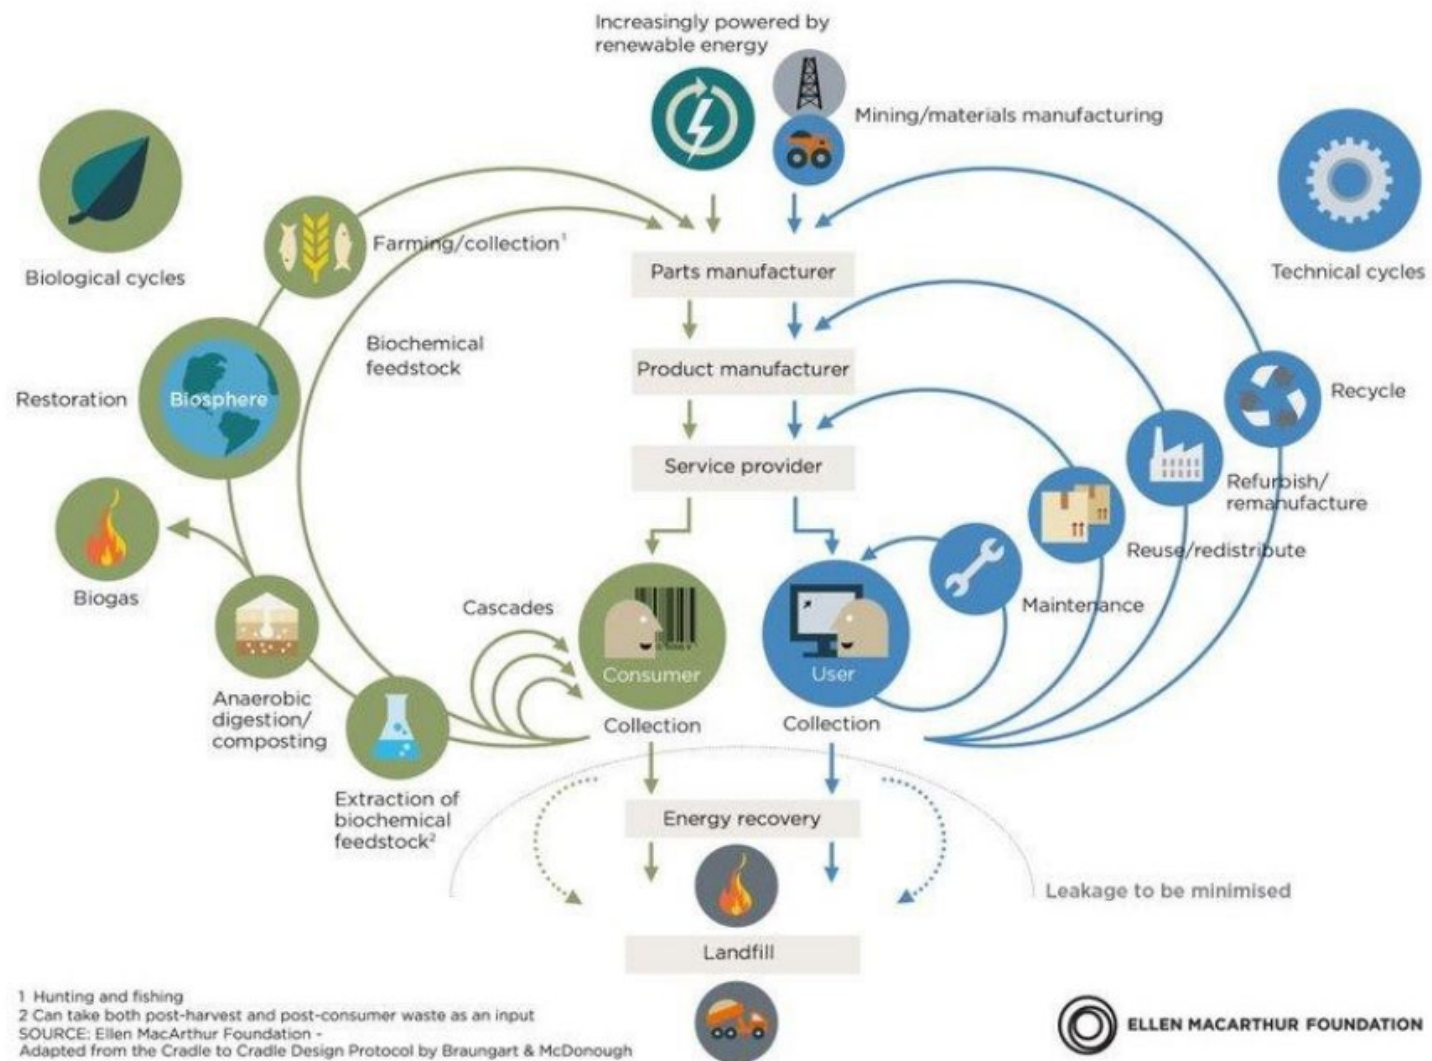 Increasingly powered by
renewable energy
Mining/materials manufacturing
Biological cycles
Technical cycles
Farming/collection¹
Parts manufacturer
Biochemical
feedstock
Product manufacturer
Restoration
Biosphere
Recycle
Service provider
Refurbish/
remanufacture
Reuse/redistribute
Biogas
Cascades
Maintenance
Consumer
User
Anaerobic
digestion/
composting
Collection
Collection
Extraction of
biochemical
feedstock²
Energy recovery
Leakage to be minimised
Landfill
1 Hunting and fishing
2 Can take both post-harvest and post-consumer waste as an input
SOURCE: Ellen MacArthur Foundation -
Adapted from the Cradle to Cradle Design Protocol by Braungart & McDonough
ELLEN MACARTHUR FOUNDATION